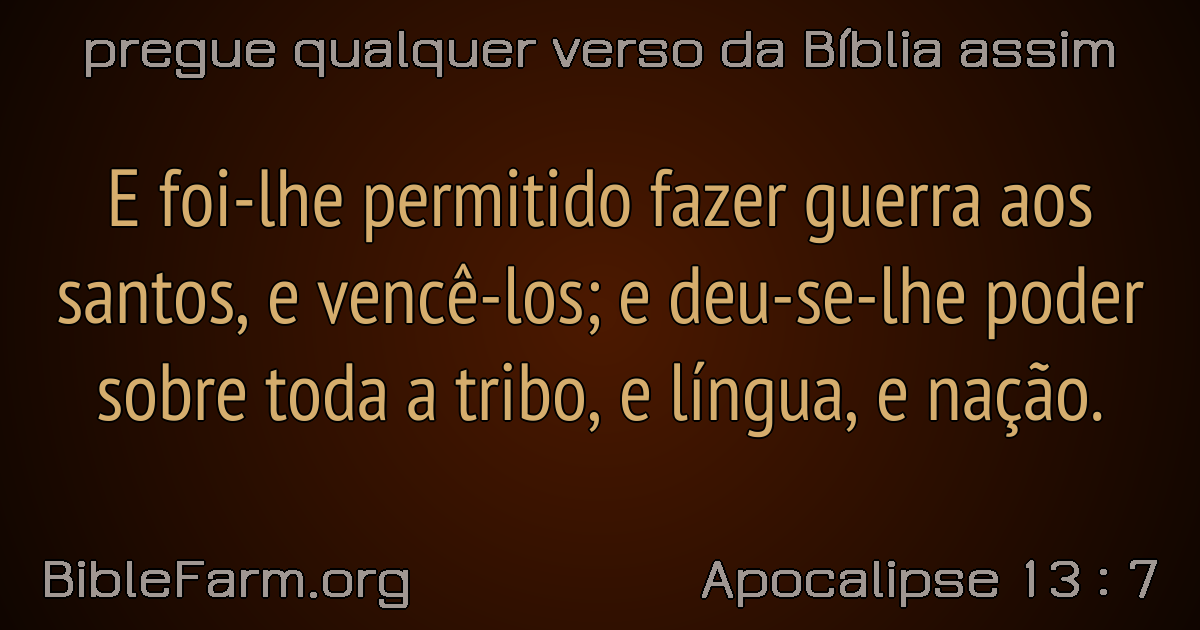 pregue qualquer verso da Bíblia assim
E foi-lhe permitido fazer guerra aos
santos, e vencê-los; e deu-se-lhe poder
sobre toda a tribo, e língua, e nação.
BibleFarm.org
Apocalipse 13 : 7